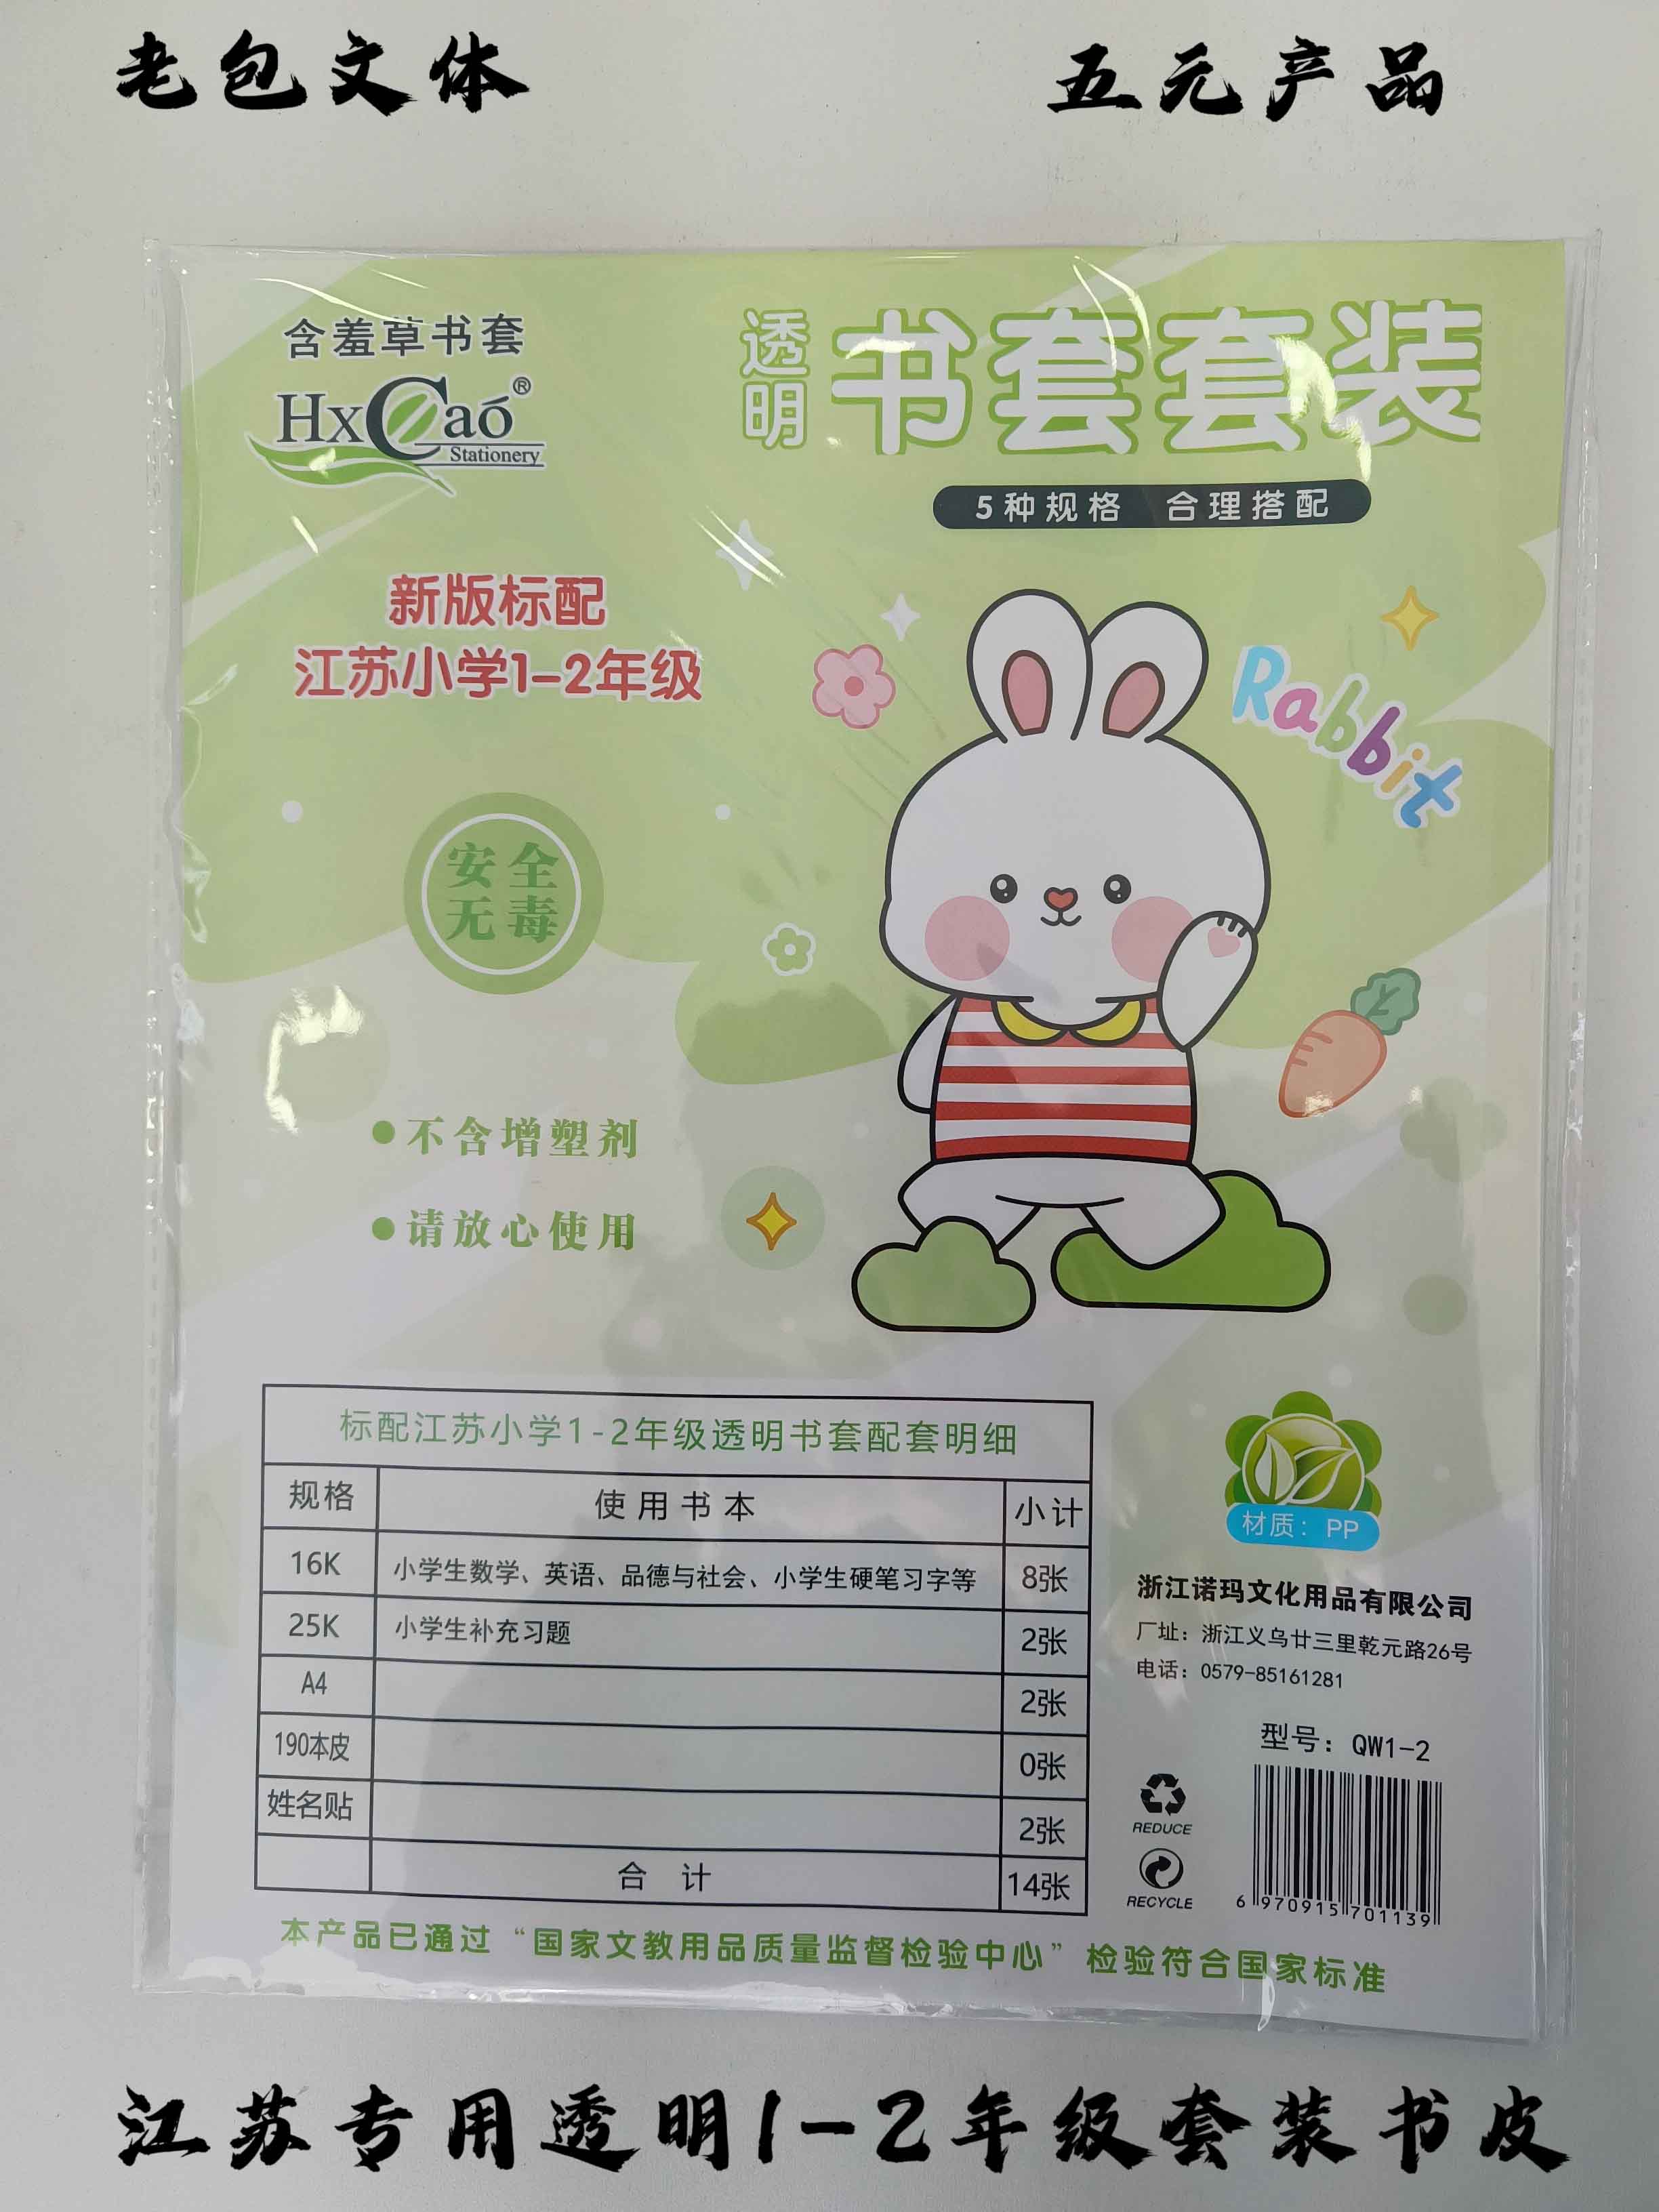 老包文体
五元产品
含羞草书套
HxCaó®
Stationery
透明
书套套装
5种规格 合理搭配
新版标配
江苏小学1-2年级
Rabbit
安全
无毒
●不含增塑剂
●请放心使用
标配江苏小学1-2年级透明书套配套明细
规格 使用书本 小计
16K 小学生数学、英语、品德与社会、小学生硬笔习字等 8张
25K 小学生补充习题 2张
A4 2张
190本皮 0张
姓名贴 2张
合计 14张
材质：PP
浙江诺玛文化用品有限公司
厂址：浙江义乌廿三里乾元路26号
电话：0579-85161281
型号：QW1-2
REDUCE
RECYCLE
6 970915 701139
本产品已通过“国家文教用品质量监督检验中心”检验符合国家标准
江苏专用透明1-2年级套装书皮